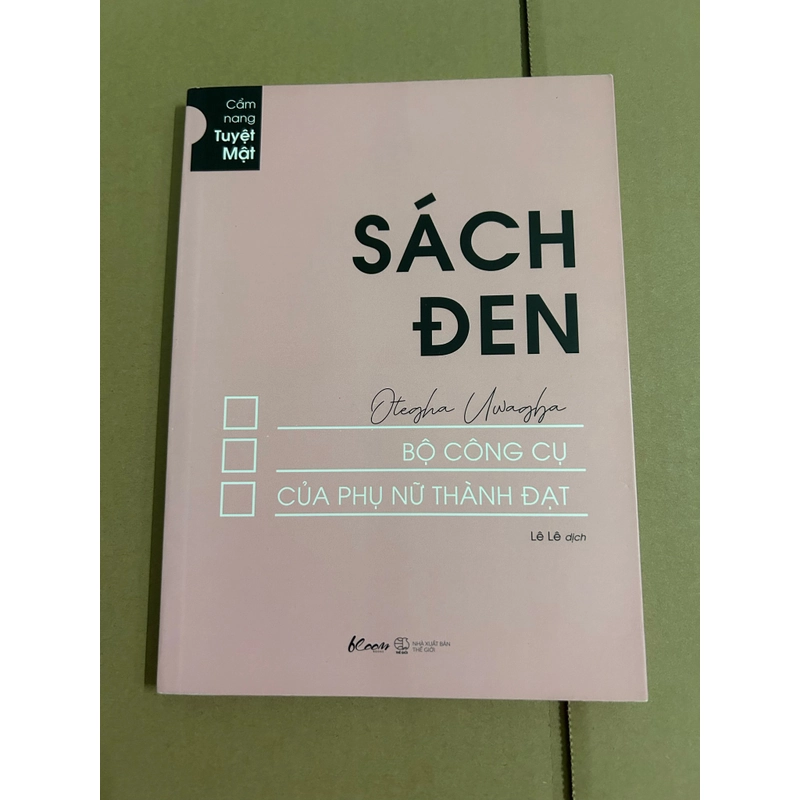 Cẩm
nang
Tuyệt
Mật
SÁCH
ĐEN
Otegha Uwagba
BỘ CÔNG CỤ
CỦA PHỤ NỮ THÀNH ĐẠT
Lê Lê dịch
bloom
NHÀ XUẤT BẢN
THẾ GIỚI